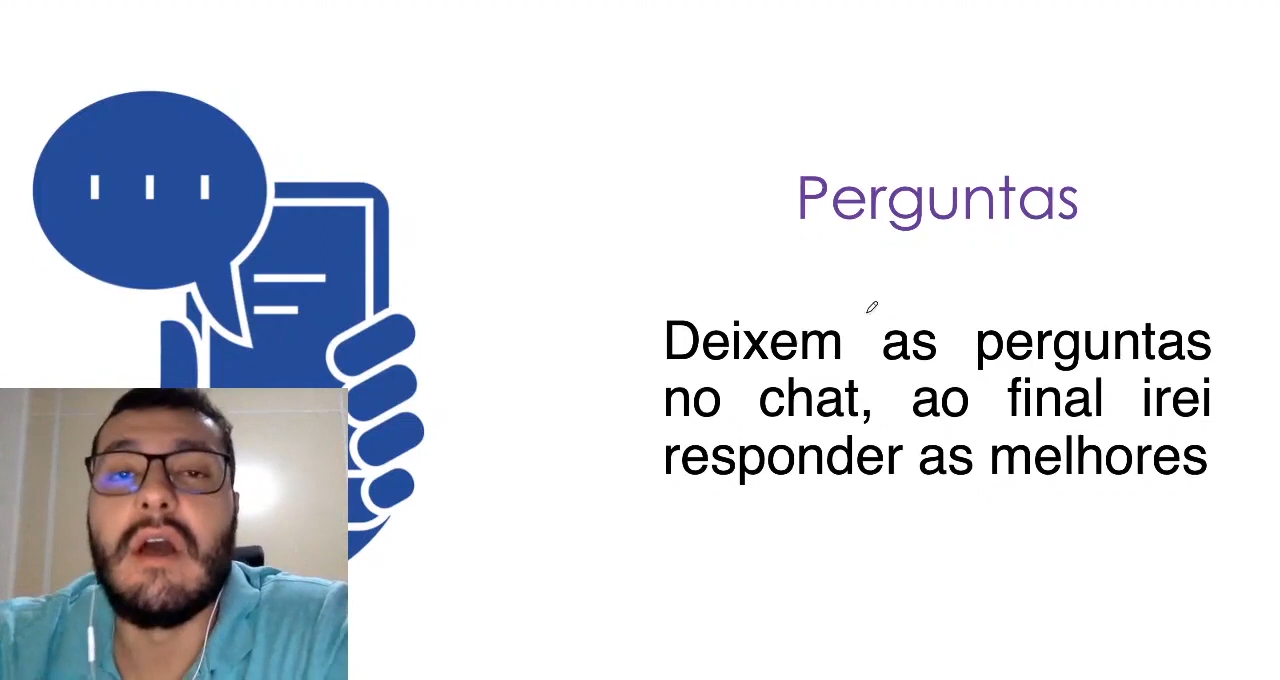 Perguntas
Deixem as perguntas
no chat, ao final irei
responder as melhores